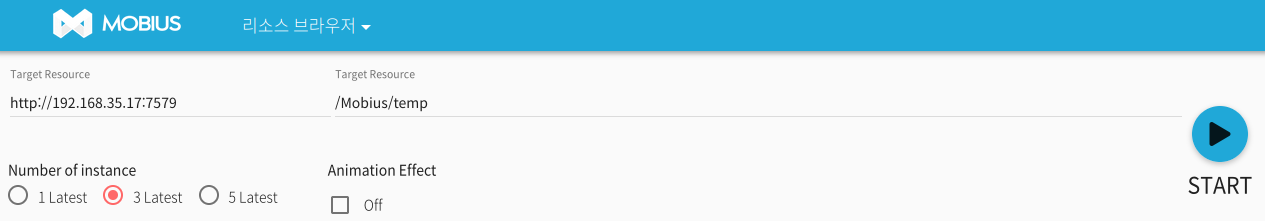 MOBIUS 리소스 브라우저
Target Resource Target Resource
http://192.168.35.17:7579 /Mobius/temp
Number of instance Animation Effect
1 Latest 3 Latest 5 Latest Off
START